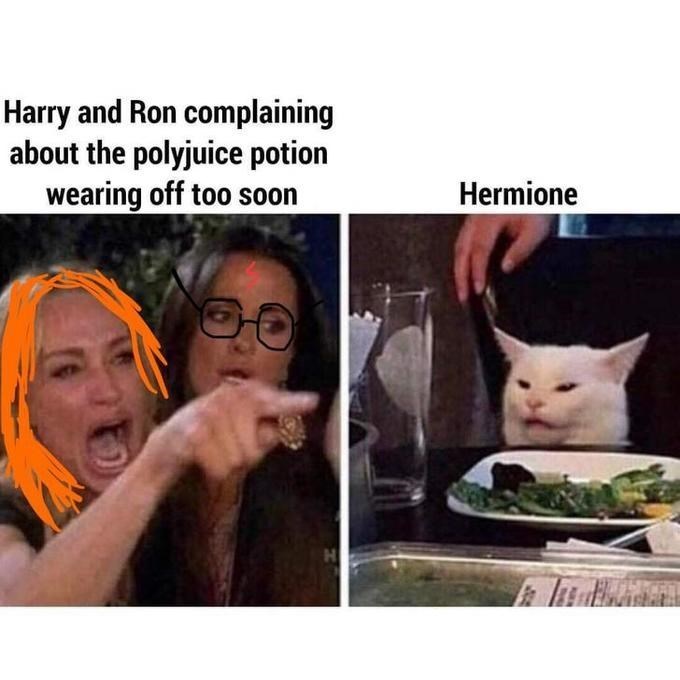 Harry and Ron complaining
about the polyjuice potion
wearing off too soon
Hermione
H